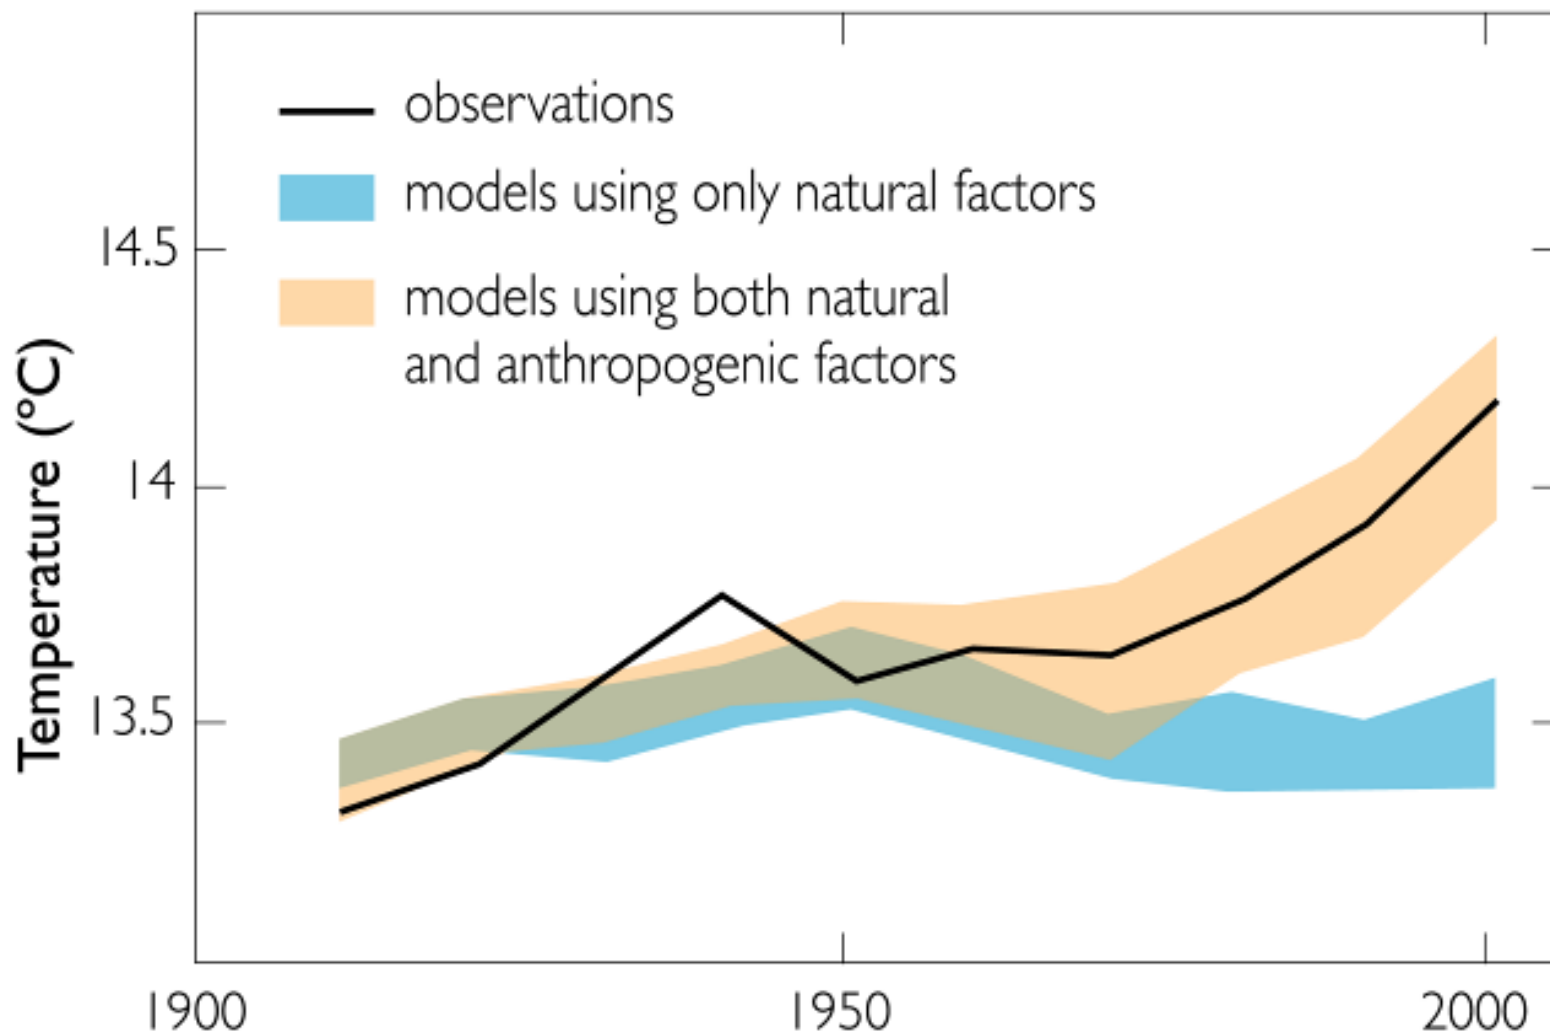 observations
models using only natural factors
models using both natural
and anthropogenic factors
Temperature (°C)
14.5
14
13.5
1900
1950
2000